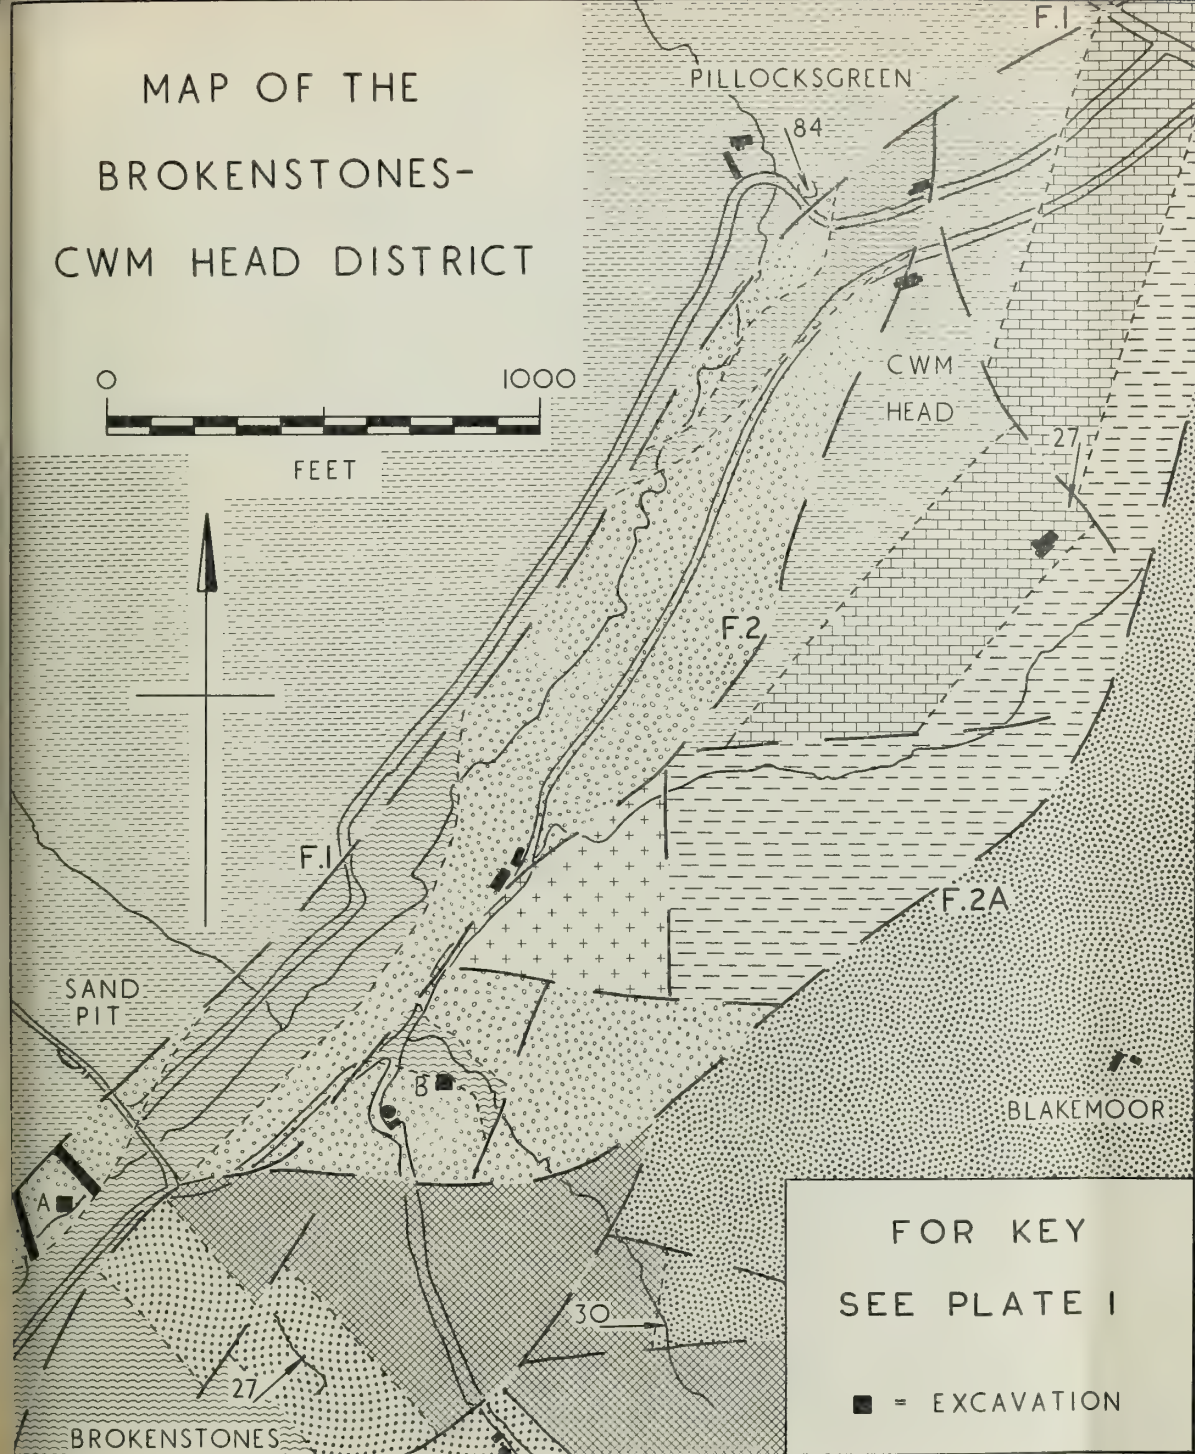 MAP OF THE
BROKENSTONES-
CWM HEAD DISTRICT
0 1000
FEET
F.1
PILLOCKSGREEN
84
CWM
HEAD
27
F.2
F.1
F.2A
SAND
PIT
B
BLAKEMOOR
A
30
27
BROKENSTONES
FOR KEY
SEE PLATE 1
■ = EXCAVATION